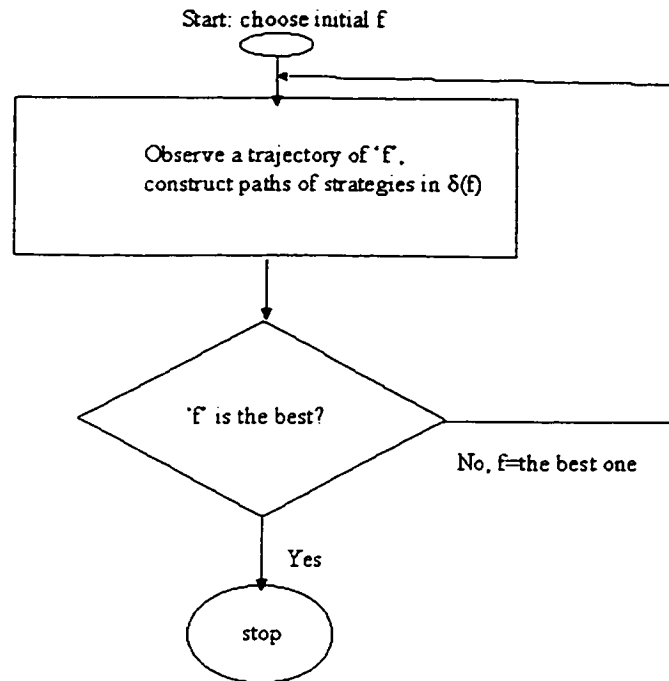 Start: choose initial f
Observe a trajectory of 'f',
construct paths of strategies in δ(f)
'f' is the best?
No, f=the best one
Yes
stop